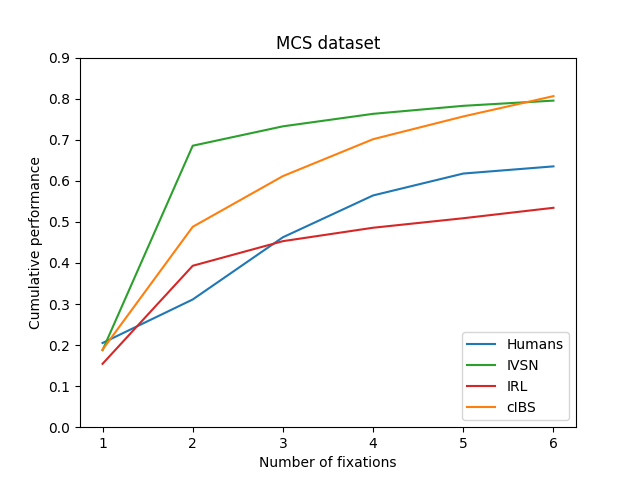 MCS dataset
Cumulative performance
0.9
0.8
0.7
0.6
0.5
0.4
0.3
0.2
0.1
0.0
Humans
IVSN
IRL
cIBS
1 2 3 4 5 6
Number of fixations